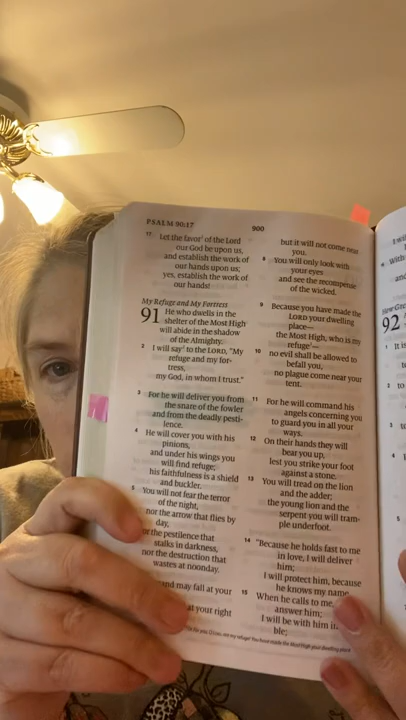 PSALM 90:17
900
17 Let the favor of the Lord
our God be upon us,
and establish the work of
our hands upon us;
yes, establish the work of
our hands!
My Refuge and My Fortress
91 He who dwells in the
shelter of the Most High
will abide in the shadow
of the Almighty.
2 I will say to the LORD, "My
refuge and my for-
tress,
my God, in whom I trust."
3 For he will deliver you from
the snare of the fowler
and from the deadly pesti-
lence.
4 He will cover you with his
pinions,
and under his wings you
will find refuge;
his faithfulness is a shield
and buckler.
5 You will not fear the terror
of the night,
nor the arrow that flies by
day,
the pestilence that
stalks in darkness,
nor the destruction that
wastes at noonday.
and may fall at your
at your right
but it will not come near
you.
8 You will only look with
your eyes
and see the recompense
of the wicked.
9 Because you have made the
LORD your dwelling
place—
the Most High, who is my
refuge—
10 no evil shall be allowed to
befall you,
no plague come near your
tent.
11 For he will command his
angels concerning you
to guard you in all your
ways.
12 On their hands they will
bear you up,
lest you strike your foot
against a stone.
13 You will tread on the lion
and the adder;
the young lion and the
serpent you will tram-
ple underfoot.
14 "Because he holds fast to me
in love, I will deliver
him;
I will protect him, because
he knows my name.
15 When he calls to me,
answer him;
I will be with him in
ble;
92
1 It is